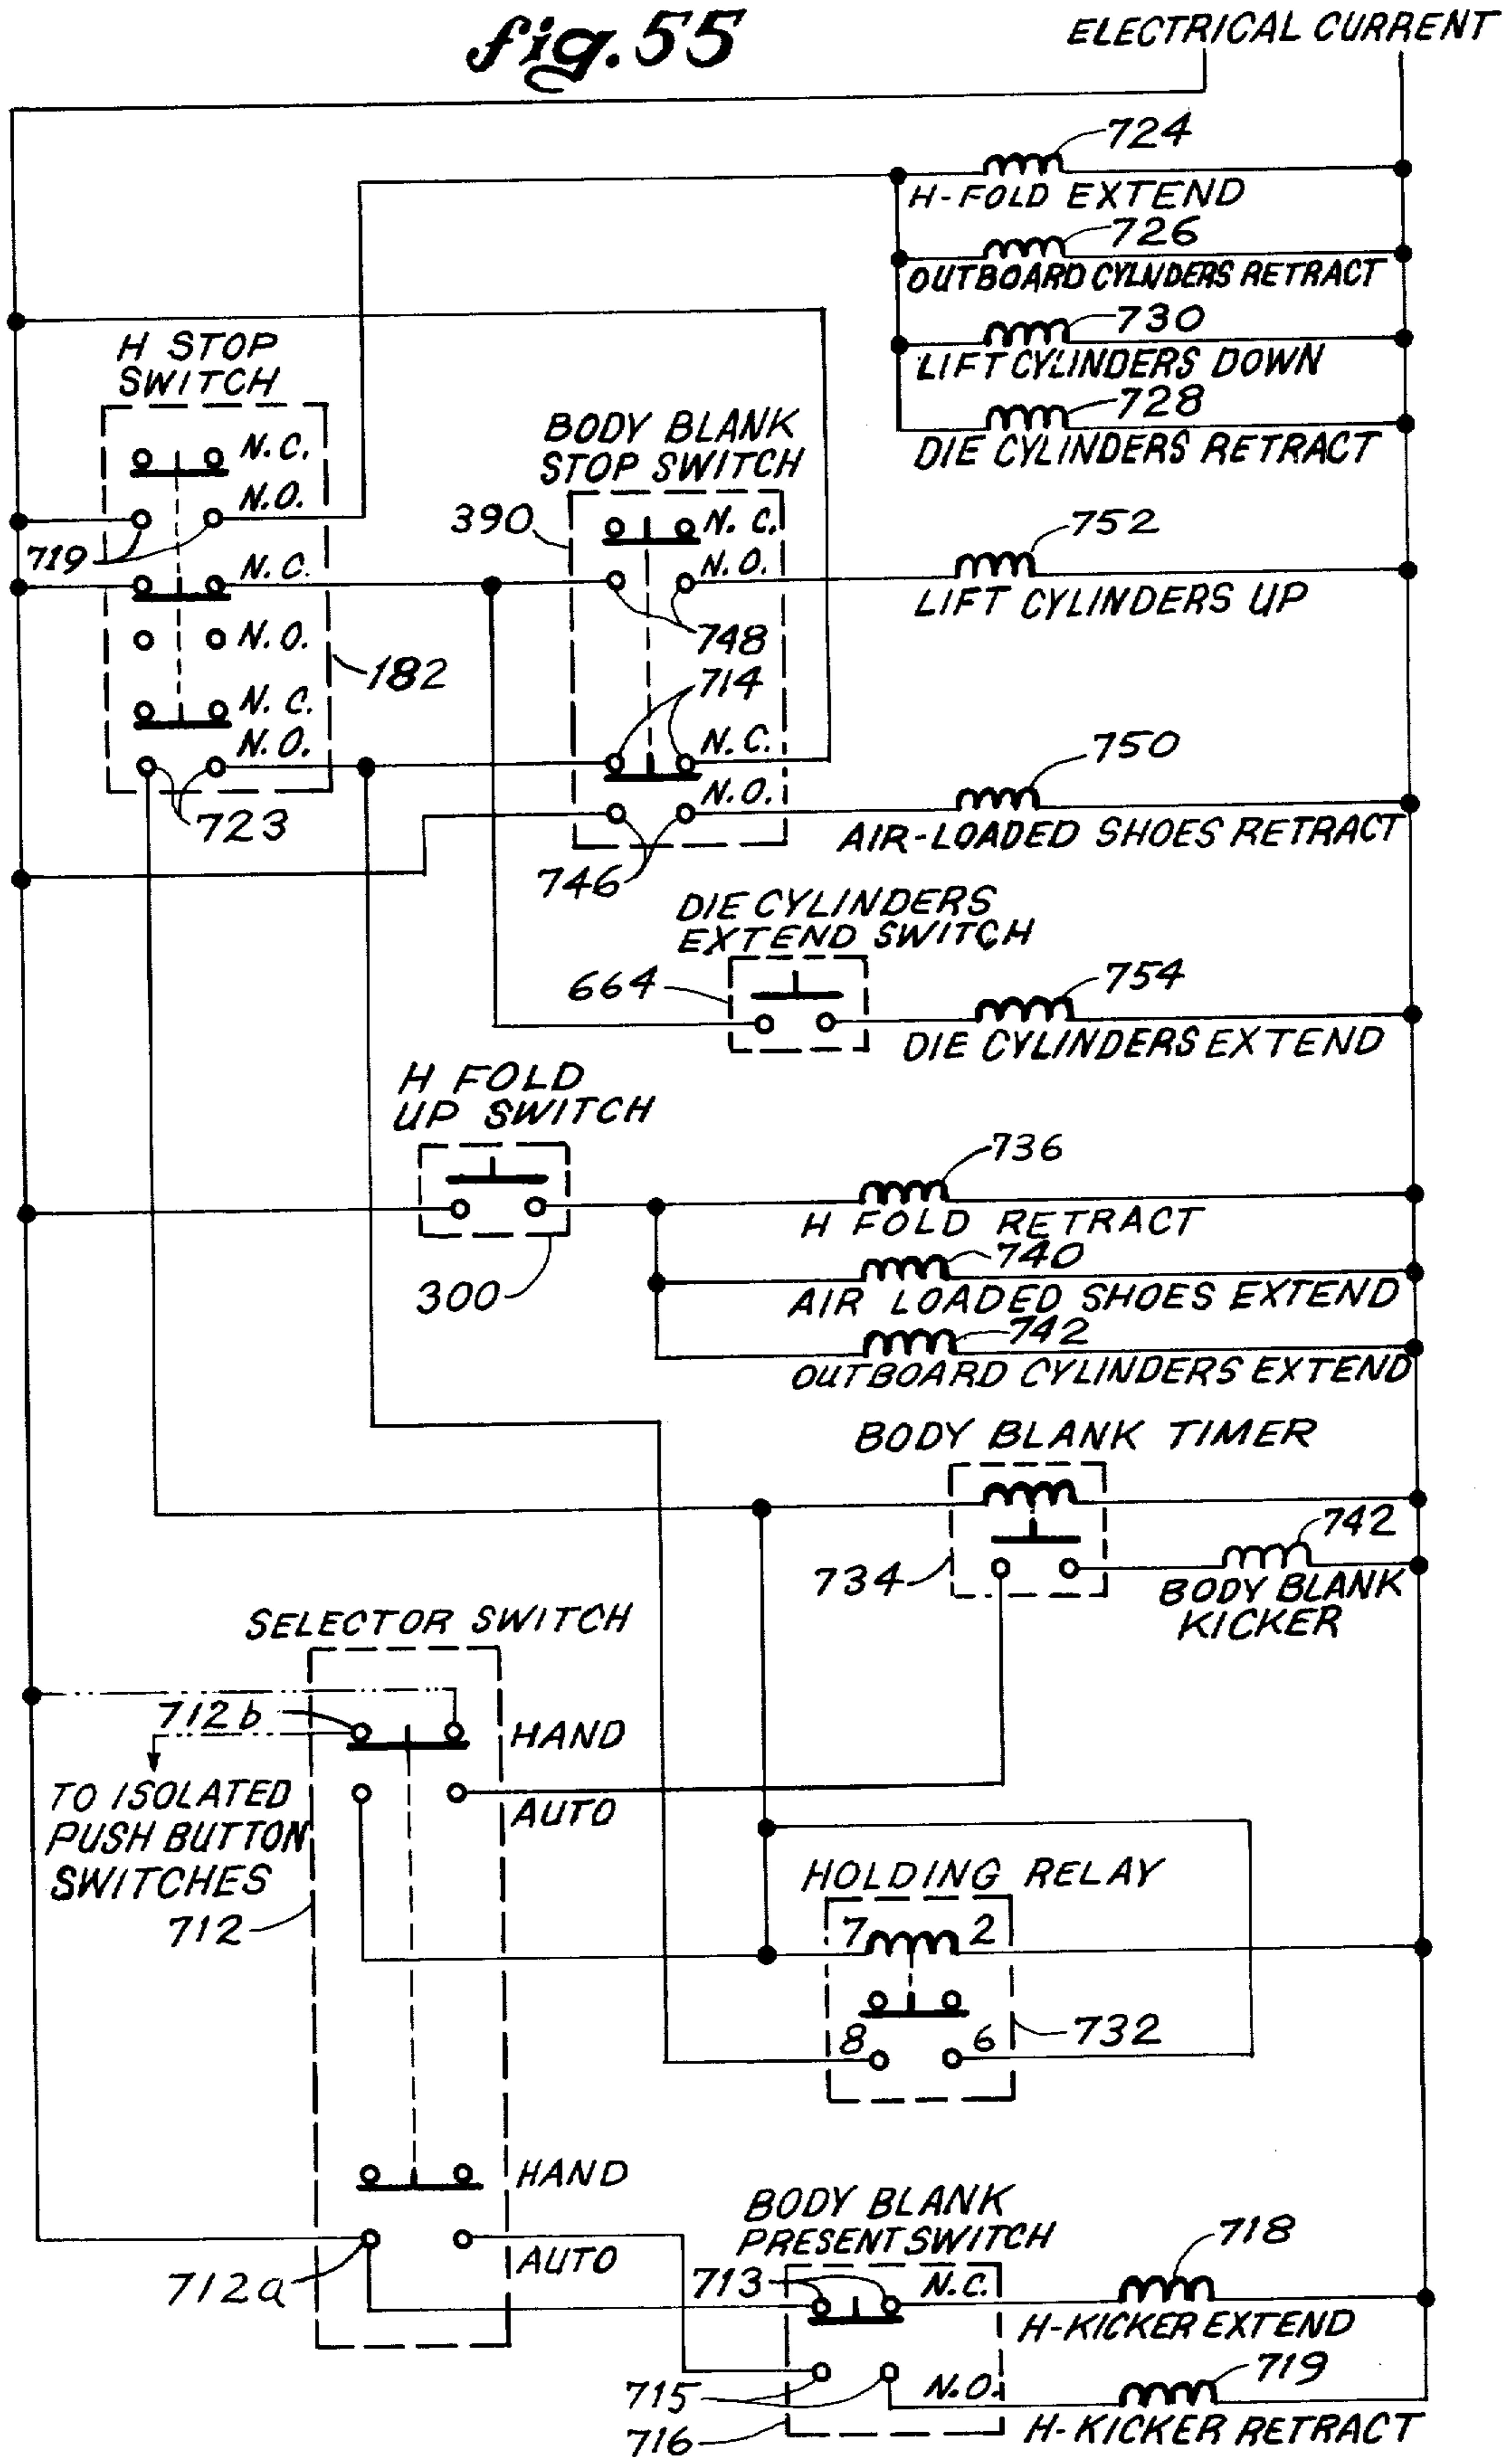 fig.55
ELECTRICAL CURRENT
724
H-FOLD EXTEND
726
OUTBOARD CYLINDERS RETRACT
730
LIFT CYLINDERS DOWN
728
DIE CYLINDERS RETRACT
H STOP
SWITCH
N.C.
N.O.
719
N.C.
N.O.
182
N.C.
N.O.
723
BODY BLANK
STOP SWITCH
390
N.C.
N.O.
748
714
N.C.
N.O.
746
752
LIFT CYLINDERS UP
750
AIR-LOADED SHOES RETRACT
DIE CYLINDERS
EXTEND SWITCH
664
754
DIE CYLINDERS EXTEND
H FOLD
UP SWITCH
300
736
H FOLD RETRACT
740
AIR LOADED SHOES EXTEND
742
OUTBOARD CYLINDERS EXTEND
BODY BLANK TIMER
734
742
BODY BLANK
KICKER
SELECTOR SWITCH
712b
HAND
TO ISOLATED
PUSH BUTTON
SWITCHES
AUTO
712
HOLDING RELAY
7 2
8 6
732
HAND
AUTO
712a
BODY BLANK
PRESENT SWITCH
713
N.C.
718
H-KICKER EXTEND
715
N.O.
719
716
H-KICKER RETRACT